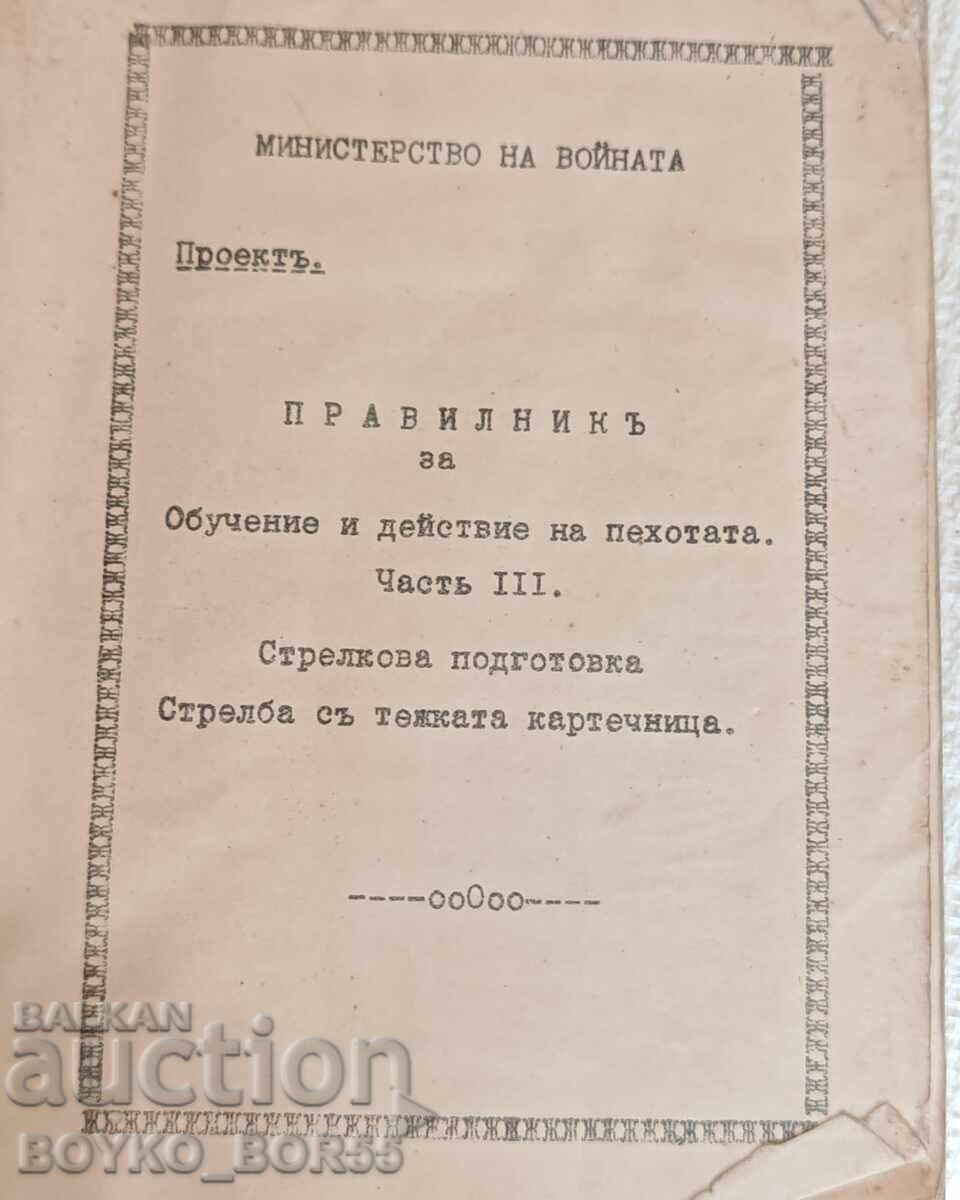 МИНИСТЕРСТВО НА ВОЙНАТА
Проектъ.
ПРАВИЛНИКЪ
за
Обучение и действие на пехотата.
Часть III.
Стрелкова подготовка
Стрелба съ тежката картечница.
----ооОоо----
BALKAN
auction
BOYKO_BOR55